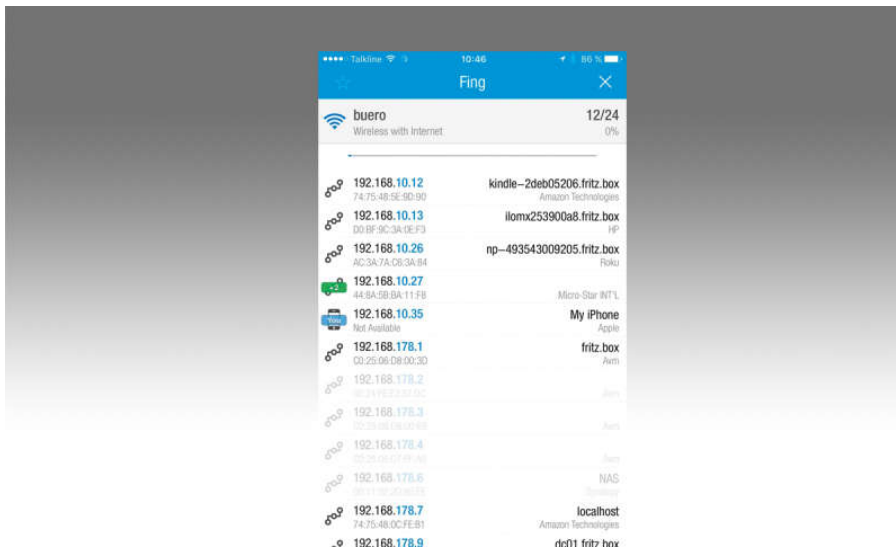 Talkline 10:46 86 %
Fing
buero 12/24
Wireless with Internet 0%
192.168.10.12 kindle–2deb05206.fritz.box
74:75:48:5E:9D:90 Amazon Technologies
192.168.10.13 ilomx253900a8.fritz.box
D0:BF:9C:3A:0E:F3 HP
192.168.10.26 np–493543009205.fritz.box
AC:3A:7A:C6:3A:84 Roku
192.168.10.27
44:8A:5B:BA:11:F8 Micro-Star INT'L
You 192.168.10.35 My iPhone
Not Available Apple
192.168.178.1 fritz.box
C0:25:06:D8:00:3D Avm
192.168.178.2
Avm
192.168.178.3
Avm
192.168.178.4
Avm
192.168.178.6 NAS
Synology
192.168.178.7 localhost
74:75:48:0C:FE:B1 Amazon Technologies
192.168.178.9 dc01.fritz.box